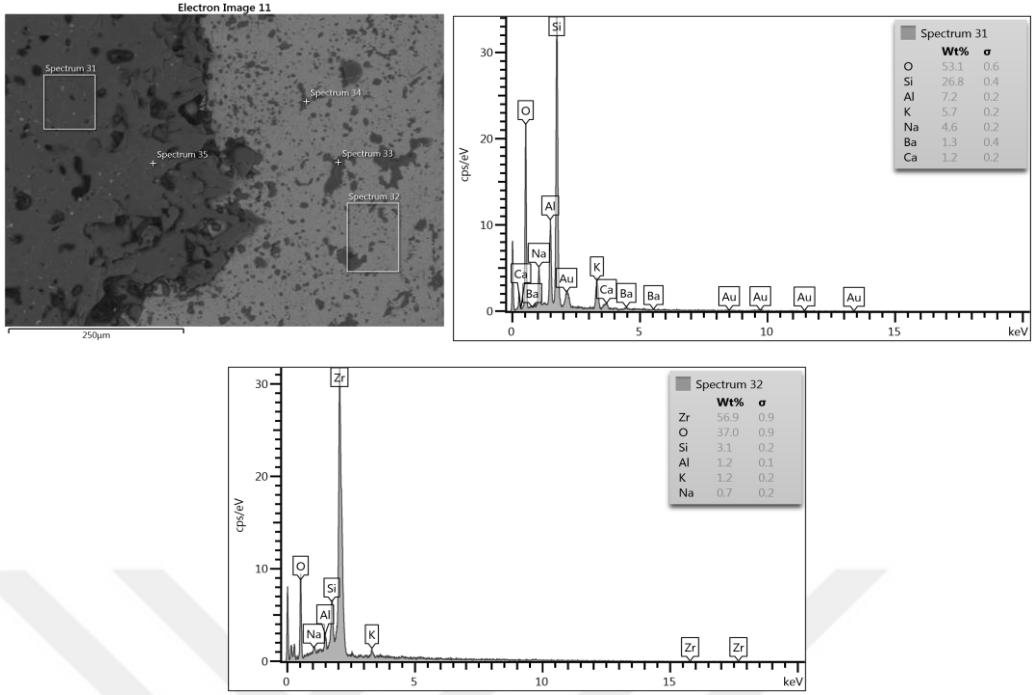 Electron Image 11
Spectrum 31
Spectrum 34
Spectrum 35
Spectrum 33
Spectrum 32
250µm
Spectrum 31
Wt% σ
O 53.1 0.6
Si 26.8 0.4
Al 7.2 0.2
K 5.7 0.2
Na 4.6 0.2
Ba 1.3 0.4
Ca 1.2 0.2
cps/eV
30
20
10
0
Si
O
Al
Na
K
Ca
Ba
Au
Ca
Ba
Ba
Au
Au
Au
Au
0 5 10 15 keV
Spectrum 32
Wt% σ
Zr 56.9 0.9
O 37.0 0.9
Si 3.1 0.2
Al 1.2 0.1
K 1.2 0.2
Na 0.7 0.2
cps/eV
30
20
10
0
Zr
O
Si
Al
Na
K
Zr
Zr
0 5 10 15 keV